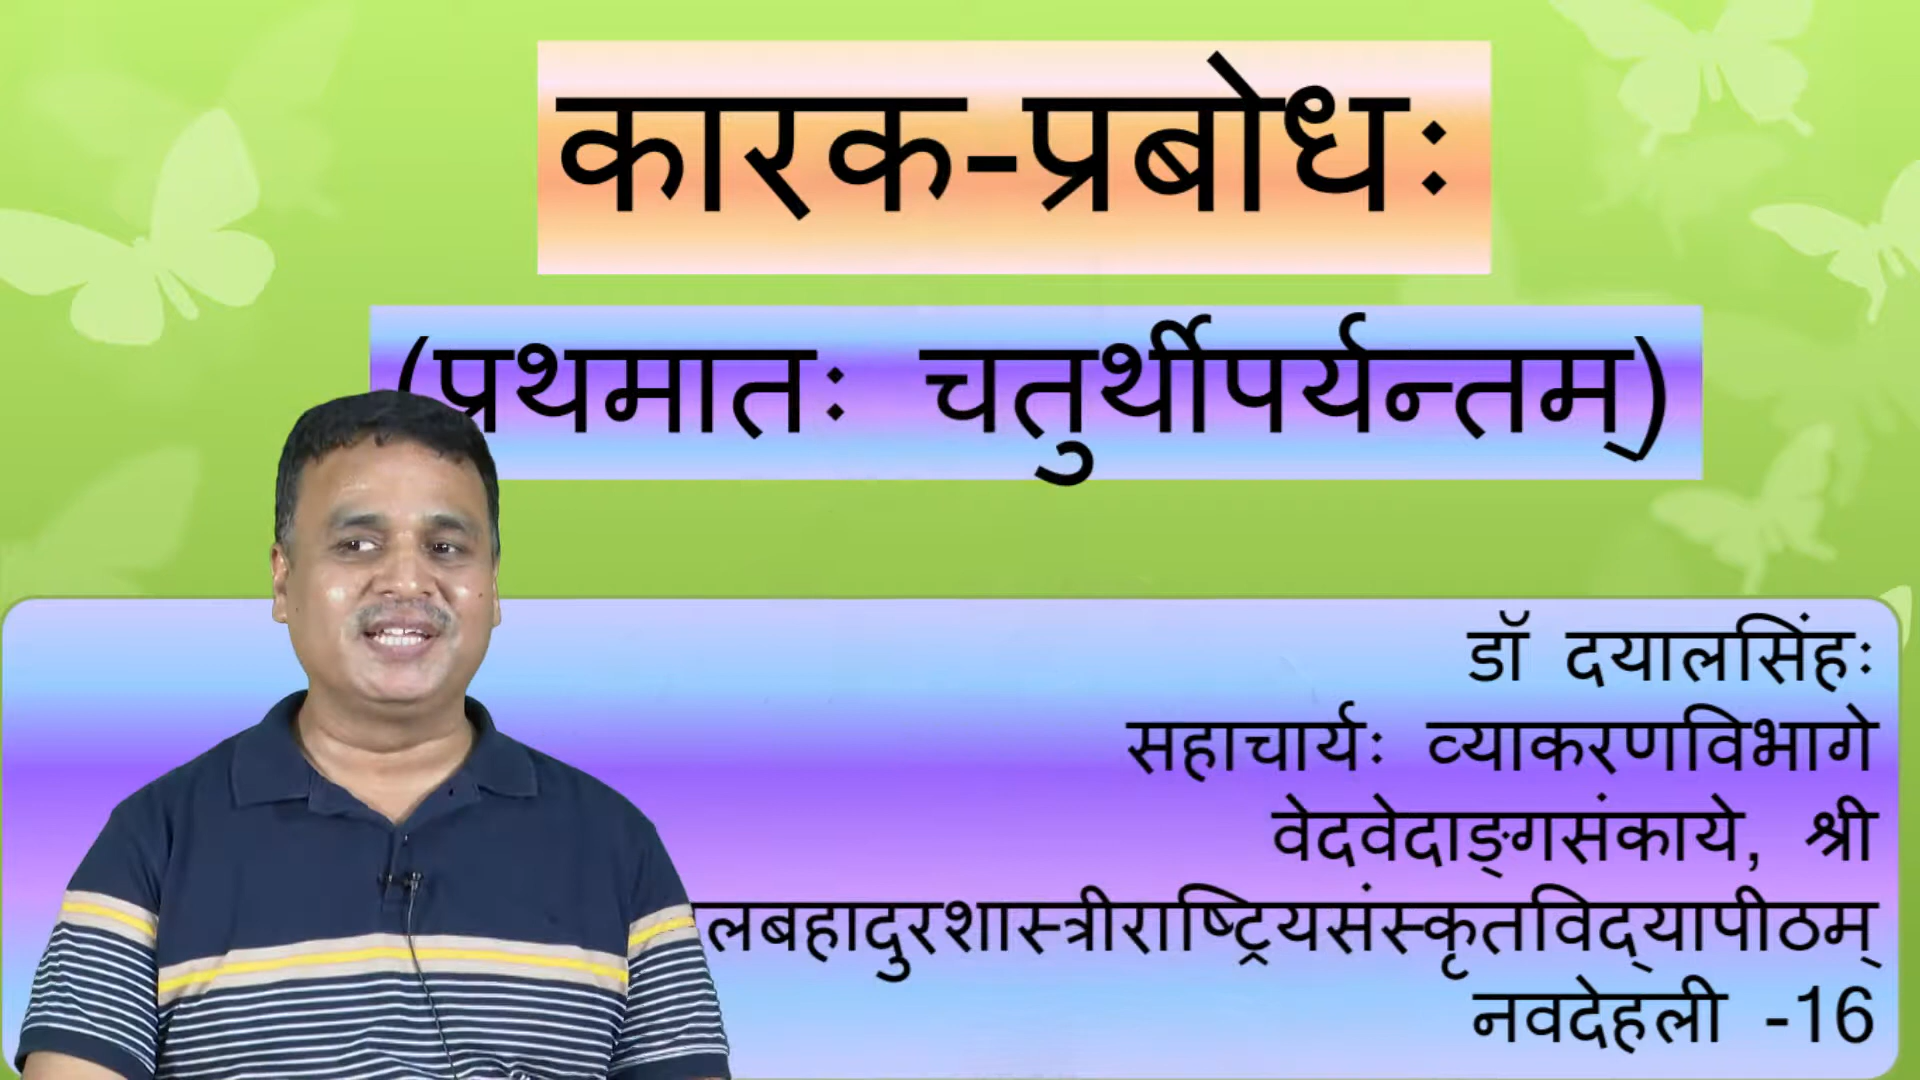 कारक-प्रबोधः
(प्रथमातः चतुर्थीपर्यन्तम्)
डॉ दयालसिंहः
सहाचार्यः व्याकरणविभागे
वेदवेदाङ्गसंकाये, श्री
लबहादुरशास्त्रीराष्ट्रियसंस्कृतविद्यापीठम्
नवदेहली -16